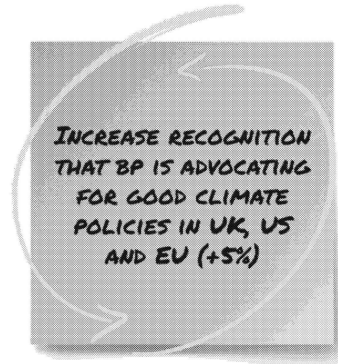 INCREASE RECOGNITION
THAT BP IS ADVOCATING
FOR GOOD CLIMATE
POLICIES IN UK, US
AND EU (+5%)